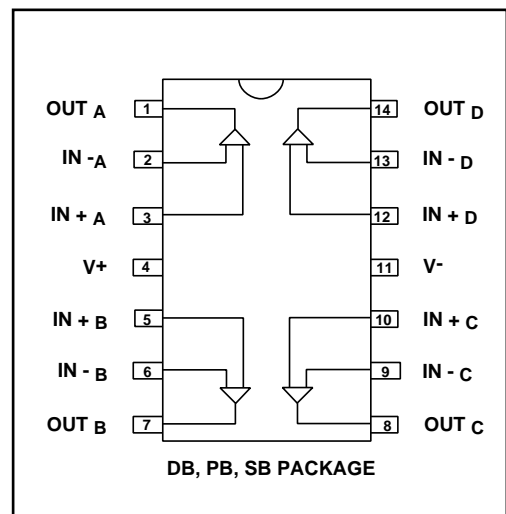 OUT A 1 14 OUT D
IN -A 2 13 IN - D
IN + A 3 12 IN + D
V+ 4 11 V-
IN + B 5 10 IN + C
IN - B 6 9 IN - C
OUT B 7 8 OUT C
DB, PB, SB PACKAGE